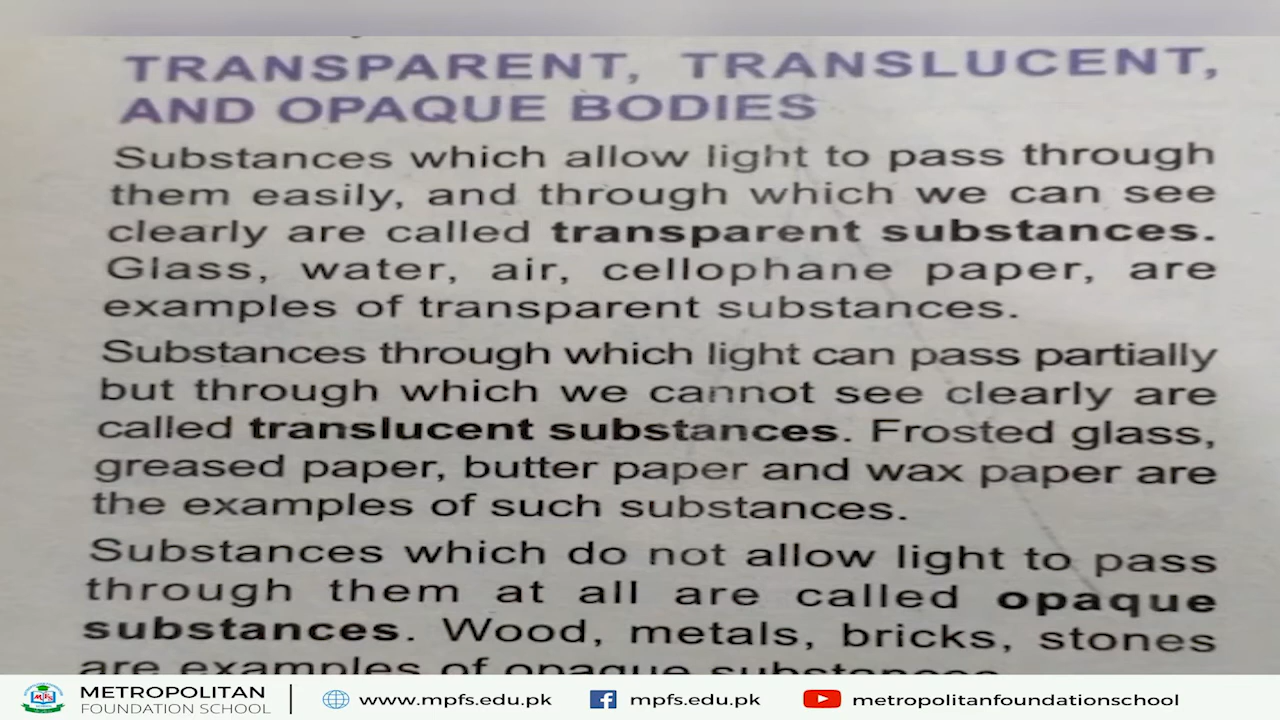 TRANSPARENT, TRANSLUCENT,
AND OPAQUE BODIES
Substances which allow light to pass through
them easily, and through which we can see
clearly are called transparent substances.
Glass, water, air, cellophane paper, are
examples of transparent substances.
Substances through which light can pass partially
but through which we cannot see clearly are
called translucent substances. Frosted glass,
greased paper, butter paper and wax paper are
the examples of such substances.
Substances which do not allow light to pass
through them at all are called opaque
substances. Wood, metals, bricks, stones
are examples of opaque substances.
METROPOLITAN
FOUNDATION SCHOOL
www.mpfs.edu.pk
mpfs.edu.pk
metropolitanfoundationschool